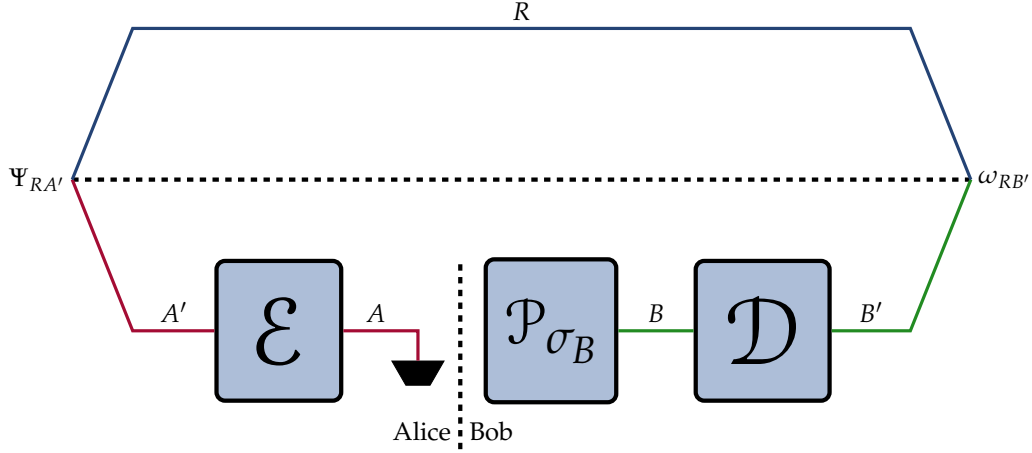 R
Ψ_{RA′} ω_{RB′}
A′ ℰ A 𝒫_{σ_B} B 𝒟 B′
Alice Bob